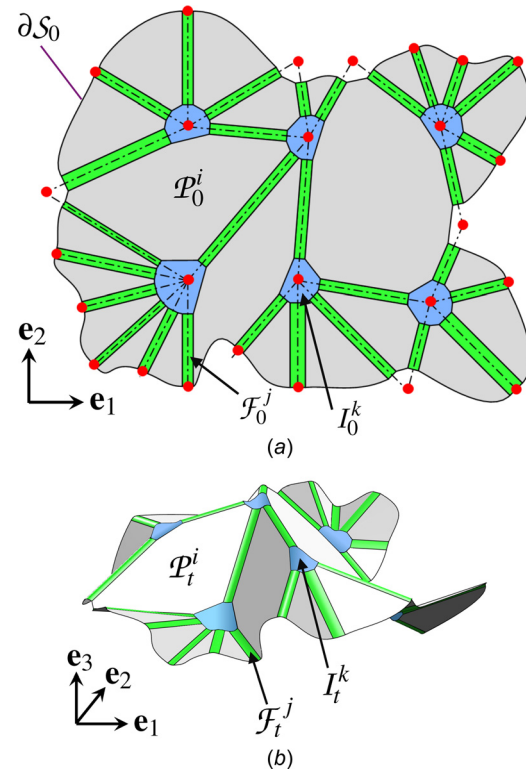 ∂𝒮₀
𝒫₀ⁱ
e₂
e₁
ℱ₀ʲ
I₀ᵏ
(a)
𝒫ₜⁱ
e₃
e₂
e₁
Iₜᵏ
ℱₜʲ
(b)